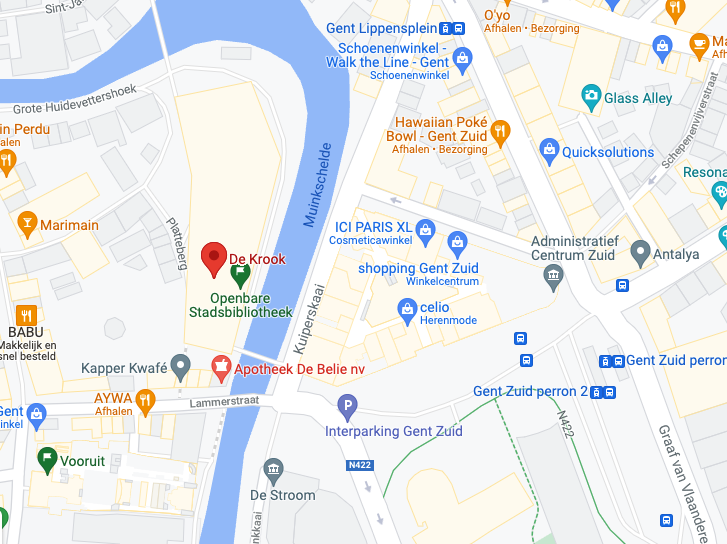 Sint-Ja
O'yo
Afhalen • Bezorging
Gent Lippensplein
Schoenenwinkel -
Walk the Line - Gent
Schoenenwinkel
Ma
Afh
Grote Huidevettershoek
Glass Alley
Schepenenvijverstraat
in Perdu
halen
Hawaiian Poké
Bowl - Gent Zuid
Afhalen • Bezorging
Quicksolutions
Resona
Muinkschelde
Marimain
Platteberg
ICI PARIS XL
Cosmeticawinkel
Administratief
Centrum Zuid
Antalya
De Krook
shopping Gent Zuid
Winkelcentrum
Openbare
Stadsbibliotheek
Kuiperskaai
celio
Herenmode
BABU
Makkelijk en
snel besteld
Kapper Kwafé
Apotheek De Belie nv
Gent Zuid perron
AYWA
Afhalen
Lammerstraat
P
Gent Zuid perron 2
Gent
inkel
Interparking Gent Zuid
N422
Graaf van Vlaandere
Vooruit
N422
De Stroom
nkkaai